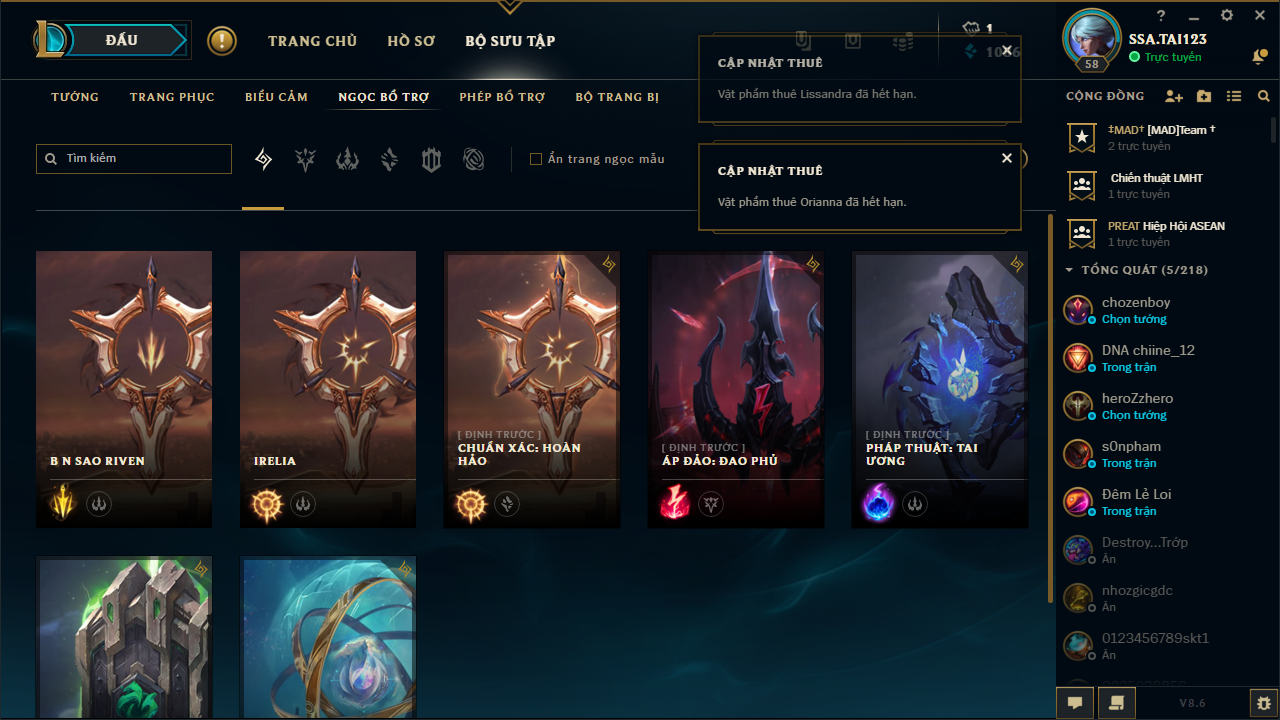 ĐẤU
TRANG CHỦ
HỒ SƠ
BỘ SƯU TẬP
1
?
SSA.TAI123
Trực tuyến
58
TƯỚNG
TRANG PHỤC
BIỂU CẢM
NGỌC BỔ TRỢ
PHÉP BỔ TRỢ
BỘ TRANG BỊ
CẬP NHẬT THUÊ
Vật phẩm thuê Lissandra đã hết hạn.
CẬP NHẬT THUÊ
Vật phẩm thuê Orianna đã hết hạn.
Tìm kiếm
Ẩn trang ngọc mẫu
B N SAO RIVEN
IRELIA
[ ĐỊNH TRƯỚC ]
CHUẨN XÁC: HOÀN
HẢO
[ ĐỊNH TRƯỚC ]
ÁP ĐẢO: ĐAO PHỦ
[ ĐỊNH TRƯỚC ]
PHÁP THUẬT: TAI
ƯƠNG
CỘNG ĐỒNG
‡MAD† [MAD]Team †
2 trực tuyến
Chiến thuật LMHT
1 trực tuyến
PREAT Hiệp Hội ASEAN
1 trực tuyến
TỔNG QUÁT (5/218)
chozenboy
Chọn tướng
DNA chiine_12
Trong trận
heroZzhero
Chọn tướng
s0npham
Trong trận
Đêm Lẻ Loi
Trong trận
Destroy...Trớp
Ẩn
nhozgicgdc
Ẩn
0123456789skt1
Ẩn
V8.6